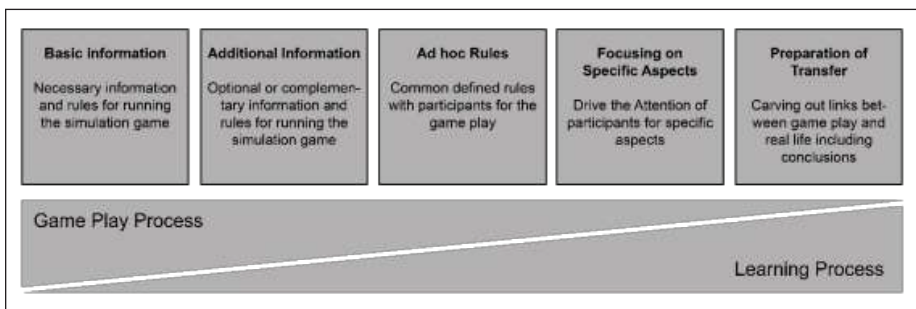 Basic information
Necessary information
and rules for running
the simulation game
Additional Information
Optional or complemen-
tary information and
rules for running the
simulation game
Ad hoc Rules
Common defined rules
with participants for the
game play
Focusing on
Specific Aspects
Drive the Attention of
participants for specific
aspects
Preparation of
Transfer
Carving out links bet-
ween game play and
real life including
conclusions
Game Play Process
Learning Process